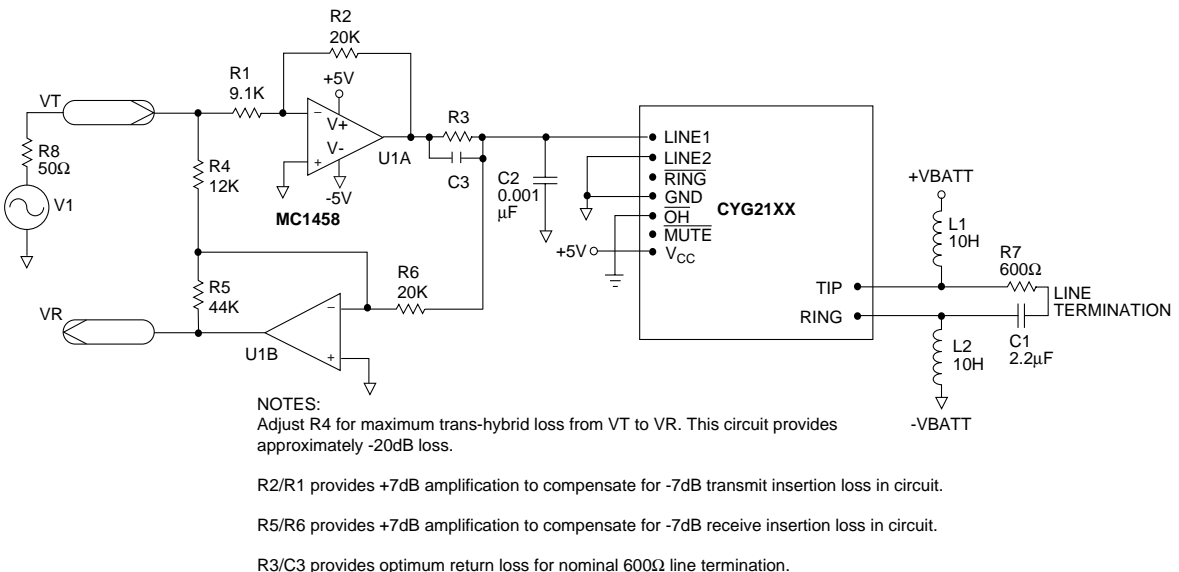 R2
20K
R1
9.1K
+5V
VT
R3
V+
V-
U1A
LINE1
LINE2
R8
50Ω
R4
12K
C3
C2
0.001
µF
RING
GND
CYG21XX
OH
MUTE
VCC
+VBATT
V1
-5V
MC1458
+5V
L1
10H
R7
600Ω
R6
20K
R5
44K
TIP
RING
LINE
TERMINATION
VR
U1B
L2
10H
C1
2.2µF
-VBATT
NOTES:
Adjust R4 for maximum trans-hybrid loss from VT to VR. This circuit provides
approximately -20dB loss.
R2/R1 provides +7dB amplification to compensate for -7dB transmit insertion loss in circuit.
R5/R6 provides +7dB amplification to compensate for -7dB receive insertion loss in circuit.
R3/C3 provides optimum return loss for nominal 600Ω line termination.